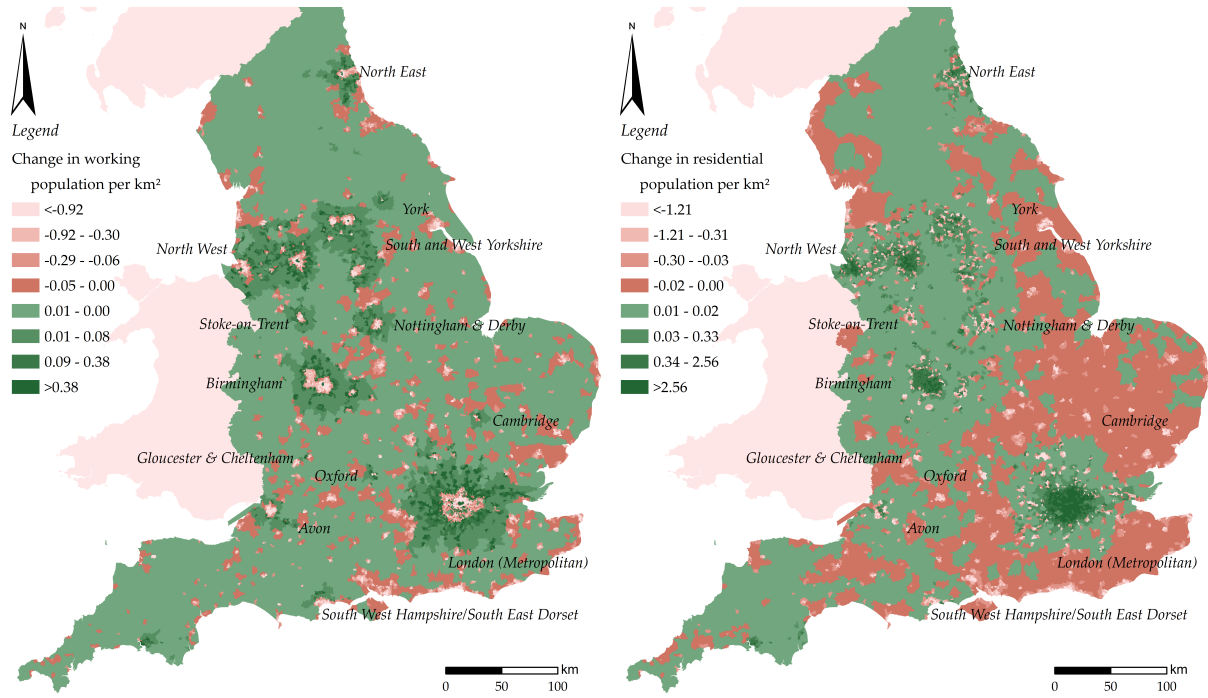 N
Legend
Change in working
population per km²
<-0.92
-0.92 - -0.30
-0.29 - -0.06
-0.05 - 0.00
0.01 - 0.00
0.01 - 0.08
0.09 - 0.38
>0.38
North East
York
South and West Yorkshire
North West
Stoke-on-Trent
Nottingham & Derby
Birmingham
Cambridge
Gloucester & Cheltenham
Oxford
Avon
London (Metropolitan)
South West Hampshire/South East Dorset
km
0 50 100
N
Legend
Change in residential
population per km²
<-1.21
-1.21 - -0.31
-0.30 - -0.03
-0.02 - 0.00
0.01 - 0.02
0.03 - 0.33
0.34 - 2.56
>2.56
North East
York
South and West Yorkshire
North West
Stoke-on-Trent
Nottingham & Derby
Birmingham
Cambridge
Gloucester & Cheltenham
Oxford
Avon
London (Metropolitan)
South West Hampshire/South East Dorset
km
0 50 100